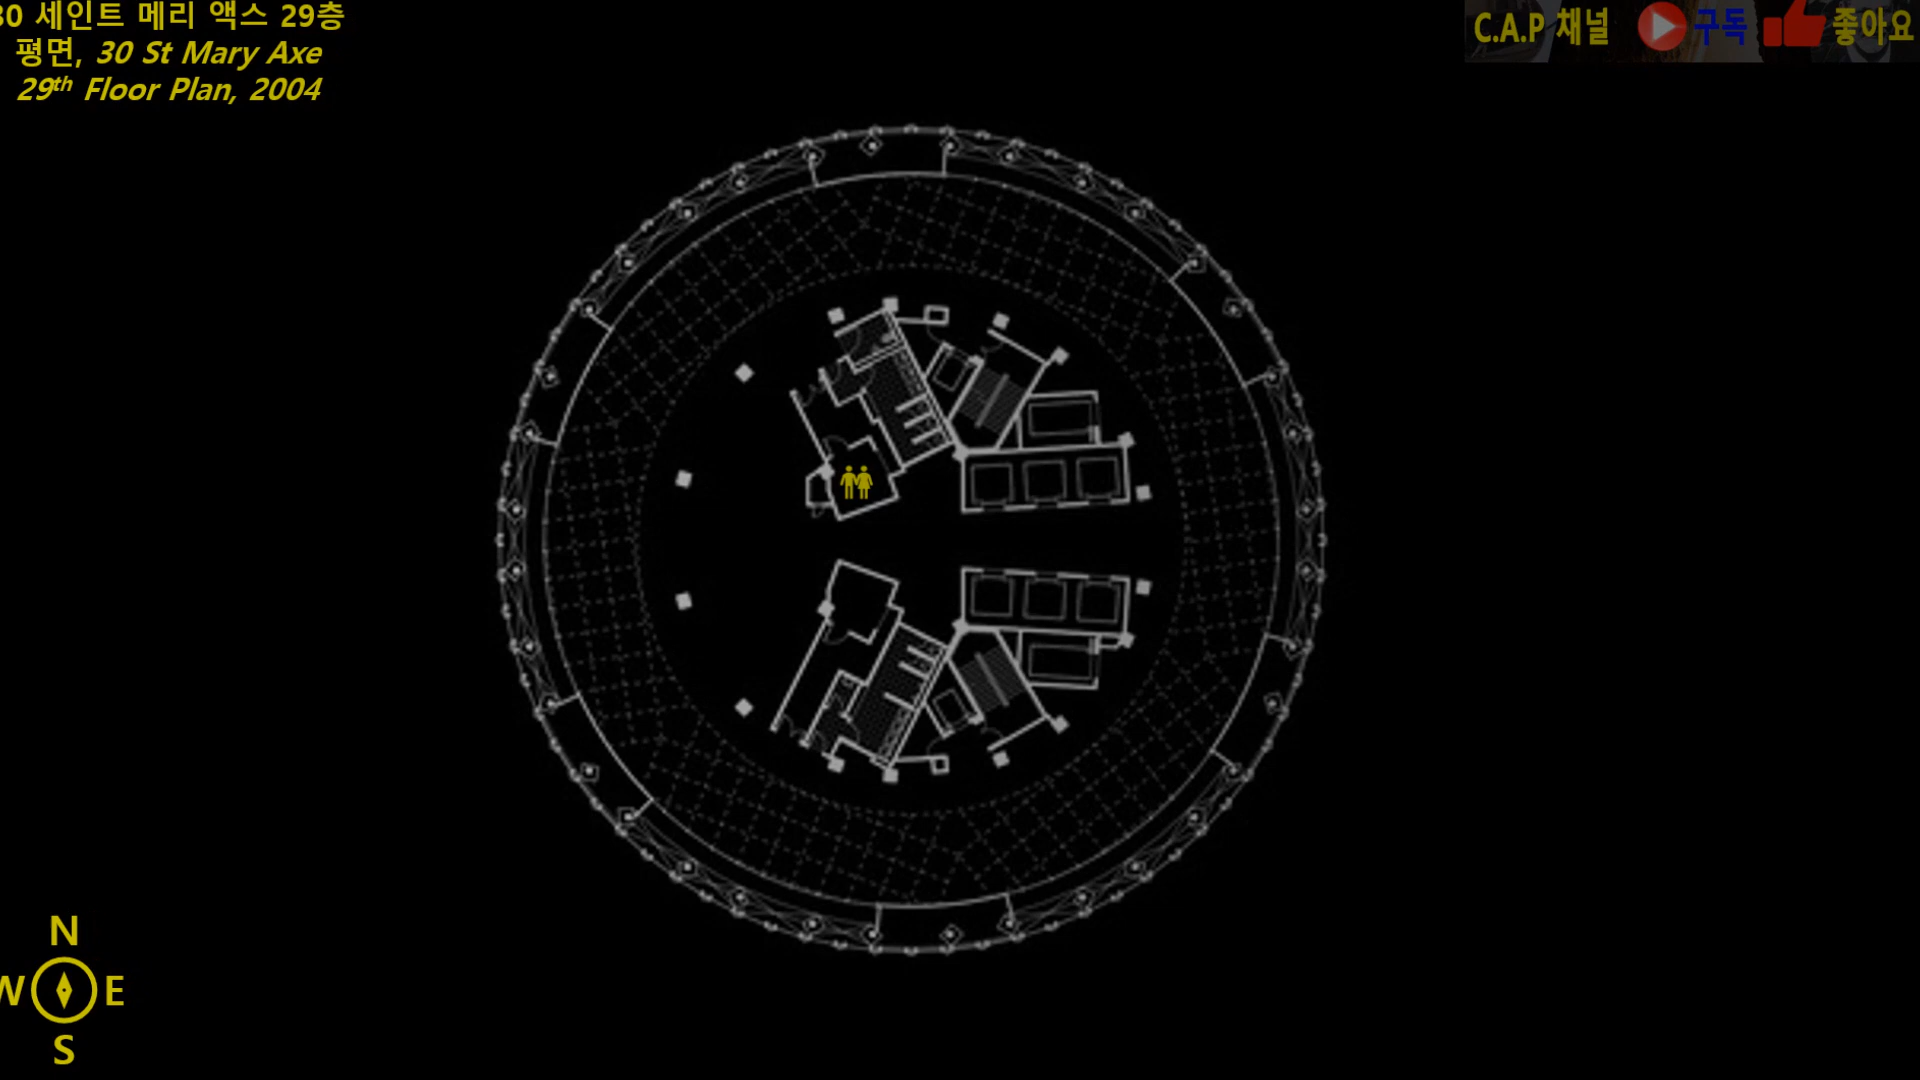 30 세인트 메리 액스 29층
평면, 30 St Mary Axe
29th Floor Plan, 2004
C.A.P 채널 구독 좋아요
N
W E
S